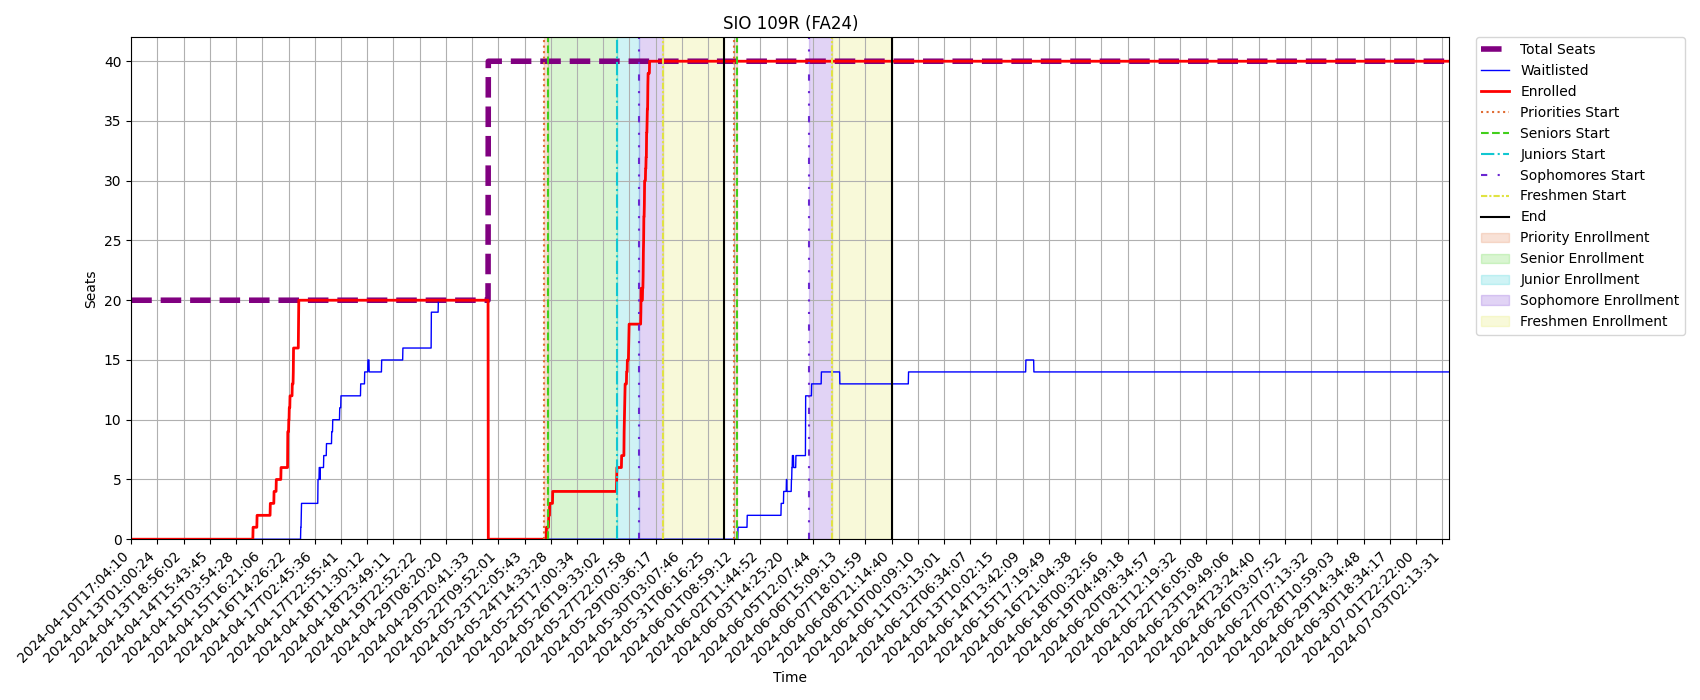 SIO 109R (FA24)
Seats
40
35
30
25
20
15
10
5
0
2024-04-10T17:04:10
2024-04-13T01:00:24
2024-04-13T18:56:02
2024-04-14T15:43:45
2024-04-15T03:54:28
2024-04-15T16:21:06
2024-04-16T14:26:22
2024-04-17T02:45:36
2024-04-17T22:55:41
2024-04-18T11:30:12
2024-04-18T23:49:11
2024-04-19T22:52:22
2024-04-29T08:20:20
2024-04-29T20:41:33
2024-05-22T09:52:01
2024-05-23T12:05:43
2024-05-24T14:33:28
2024-05-25T17:00:34
2024-05-26T19:33:02
2024-05-27T22:07:58
2024-05-29T00:36:17
2024-05-30T03:07:46
2024-05-31T06:16:25
2024-06-01T08:59:12
2024-06-02T11:44:52
2024-06-03T14:25:20
2024-06-05T12:07:44
2024-06-06T15:09:13
2024-06-07T18:01:59
2024-06-08T21:14:40
2024-06-10T00:09:10
2024-06-11T03:13:01
2024-06-12T06:34:07
2024-06-13T10:02:15
2024-06-14T13:42:09
2024-06-15T17:19:49
2024-06-16T21:04:38
2024-06-18T00:32:56
2024-06-19T04:49:18
2024-06-20T08:34:57
2024-06-21T12:19:32
2024-06-22T16:05:08
2024-06-23T19:49:06
2024-06-24T23:24:40
2024-06-26T03:07:52
2024-06-27T07:13:32
2024-06-28T10:59:03
2024-06-29T14:34:48
2024-06-30T18:34:17
2024-07-01T22:22:00
2024-07-03T02:13:31
Time
Total Seats
Waitlisted
Enrolled
Priorities Start
Seniors Start
Juniors Start
Sophomores Start
Freshmen Start
End
Priority Enrollment
Senior Enrollment
Junior Enrollment
Sophomore Enrollment
Freshmen Enrollment